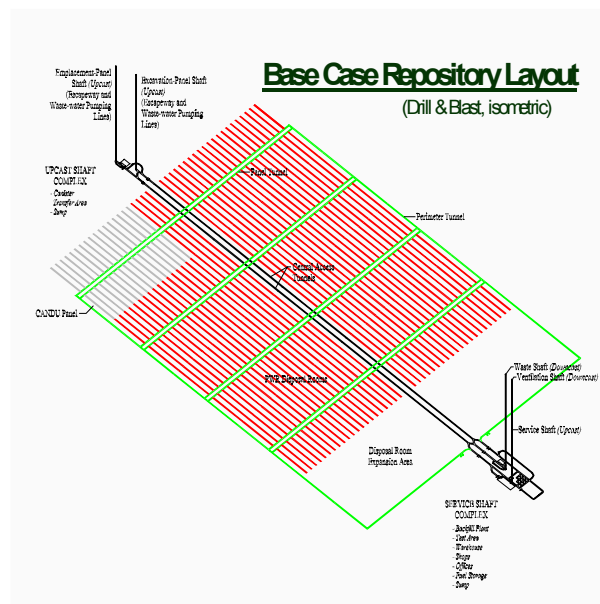 Base Case Repository Layout
(Drill & Blast, isometric)
Emplacement-Panel
Shaft (Upcast)
(Escapeway and
Waste-water Pumping
Lines)
Excavation-Panel Shaft
(Upcast)
(Escapeway and
Waste-water Pumping
Lines)
UPCAST SHAFT
COMPLEX
- Canister
Transfer Area
- Sump
Panel Tunnel
Perimeter Tunnel
Central Access
Tunnels
CANDU Panel
PWR Disposal Rooms
Waste Shaft (Downcast)
Ventilation Shaft (Downcast)
Service Shaft (Upcast)
Disposal Room
Expansion Area
SERVICE SHAFT
COMPLEX
- Backfill Plant
- Test Area
- Warehouse
- Shops
- Offices
- Fuel Storage
- Sump